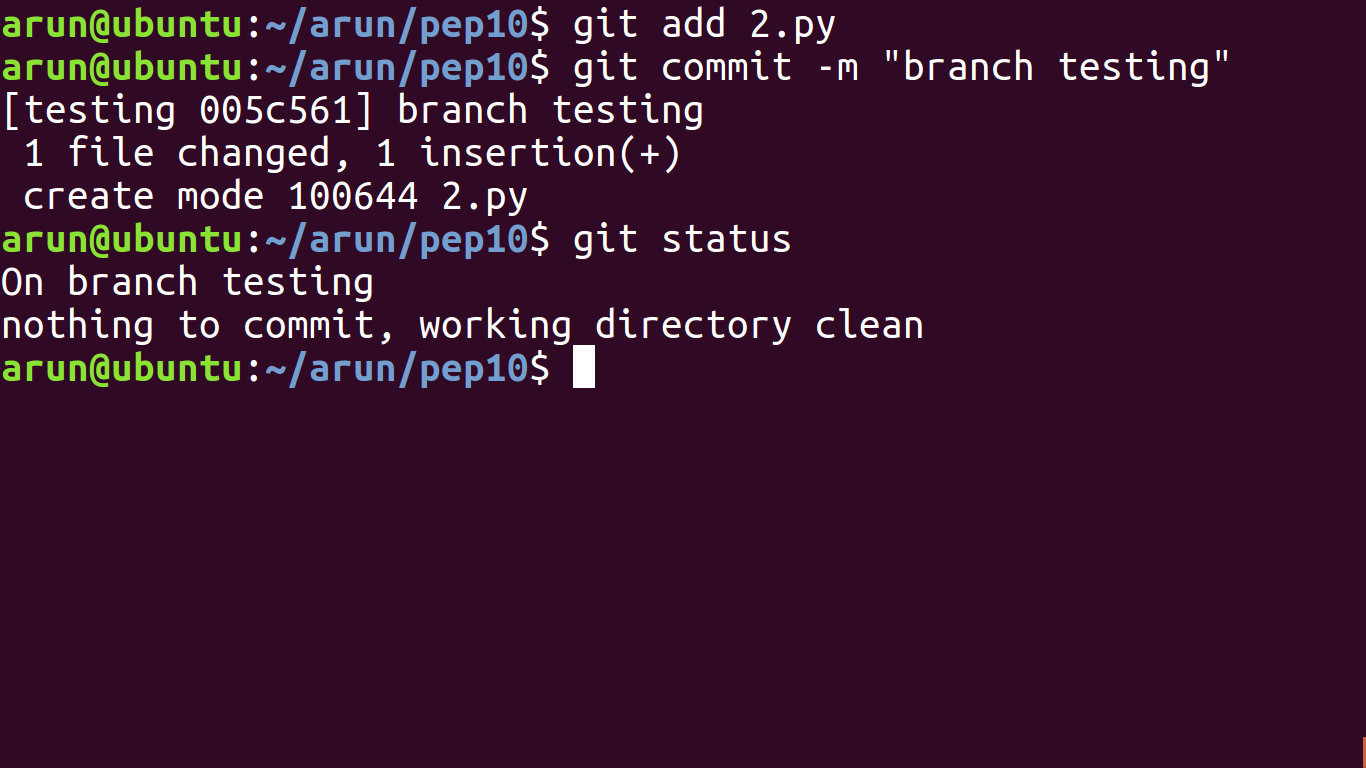 arun@ubuntu:~/arun/pep10$ git add 2.py
arun@ubuntu:~/arun/pep10$ git commit -m "branch testing"
[testing 005c561] branch testing
 1 file changed, 1 insertion(+)
 create mode 100644 2.py
arun@ubuntu:~/arun/pep10$ git status
On branch testing
nothing to commit, working directory clean
arun@ubuntu:~/arun/pep10$